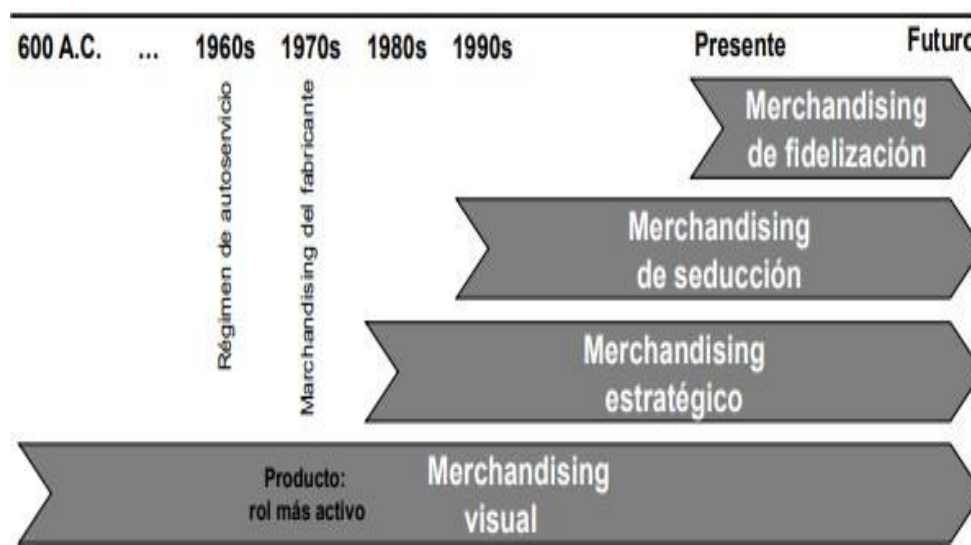 600 A.C. ... 1960s 1970s 1980s 1990s Presente Futuro
Régimen de autoservicio
Marchandising del fabricante
Merchandising
de fidelización
Merchandising
de seducción
Merchandising
estratégico
Producto:
rol más activo
Merchandising
visual